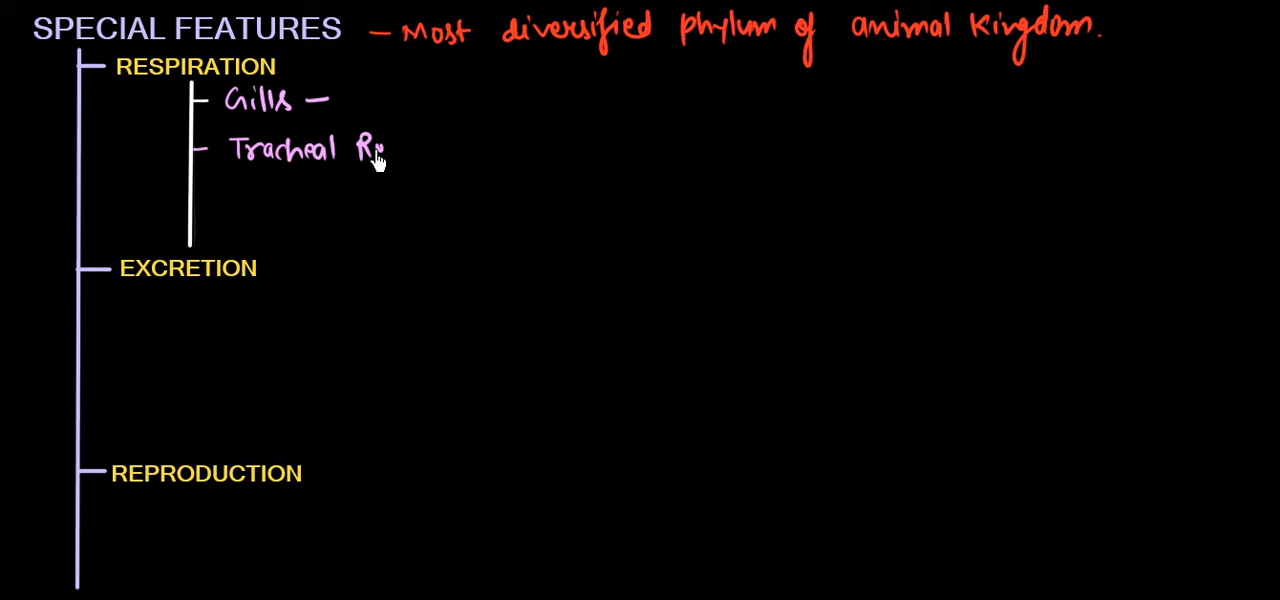 SPECIAL FEATURES – Most diversified phylum of animal Kingdom.
RESPIRATION
Gills –
Tracheal
EXCRETION
REPRODUCTION